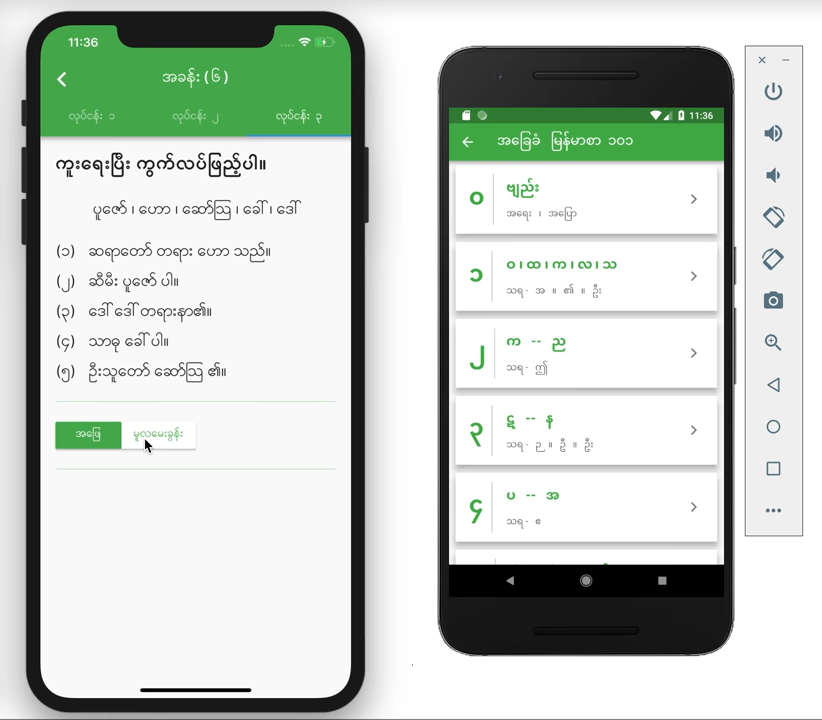 11:36
အခန်း (၆)
လုပ်ငန်း ၁
လုပ်ငန်း ၂
လုပ်ငန်း ၃
ကူးရေးပြီး ကွက်လပ်ဖြည့်ပါ။
ပူဇော် ၊ ဟော ၊ ဆော်ဩ ၊ ခေါ် ၊ ဒေါ်
(၁) ဆရာတော် တရား ဟော သည်။
(၂) ဆီမီး ပူဇော် ပါ။
(၃) ဒေါ် ဒေါ် တရားနာ၏။
(၄) သာဓု ခေါ် ပါ။
(၅) ဦးသူတော် ဆော်ဩ ၏။
အဖြေ
မူလမေးခွန်း
11:36
အခြေခံ မြန်မာစာ ၁၀၁
၀
ဗျည်း
အရေး ၊ အပြော
၁
ဝ ၊ ထ ၊ က ၊ လ ၊ သ
သရ - အ ။ ၏ ။ ဦး
၂
က -- ည
သရ - ဤ
၃
ဋ္ဌ -- န
သရ - ဥ ။ ဦ ။ ဦး
၄
ပ -- အ
သရ - ဧ